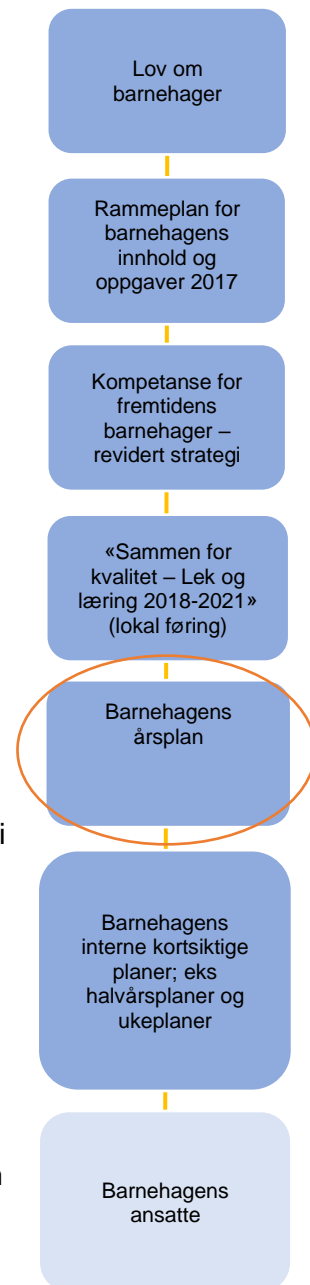 Lov om
barnehager
Rammeplan for
barnehagens
innhold og
oppgaver 2017
Kompetanse for
fremtidens
barnehager –
revidert strategi
«Sammen for
kvalitet – Lek og
læring 2018-2021»
(lokal føring)
Barnehagens
årsplan
i
Barnehagens
interne kortsiktige
planer; eks
halvårsplaner og
ukeplaner
Barnehagens
ansatte